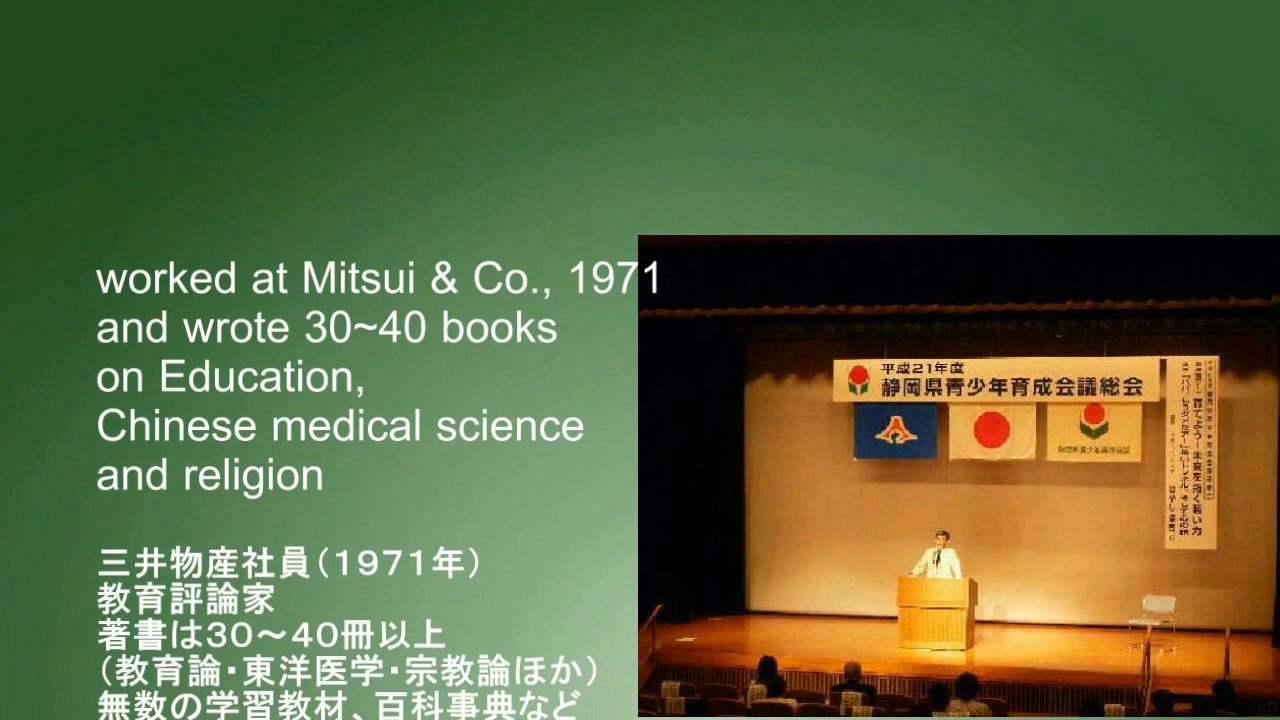 worked at Mitsui & Co., 1971
and wrote 30~40 books
on Education,
Chinese medical science
and religion
三井物産社員（１９７１年）
教育評論家
著書は３０～４０冊以上
（教育論・東洋医学・宗教論ほか）
無数の学習教材、百科事典など
平成21年度
静岡県青少年育成会議総会